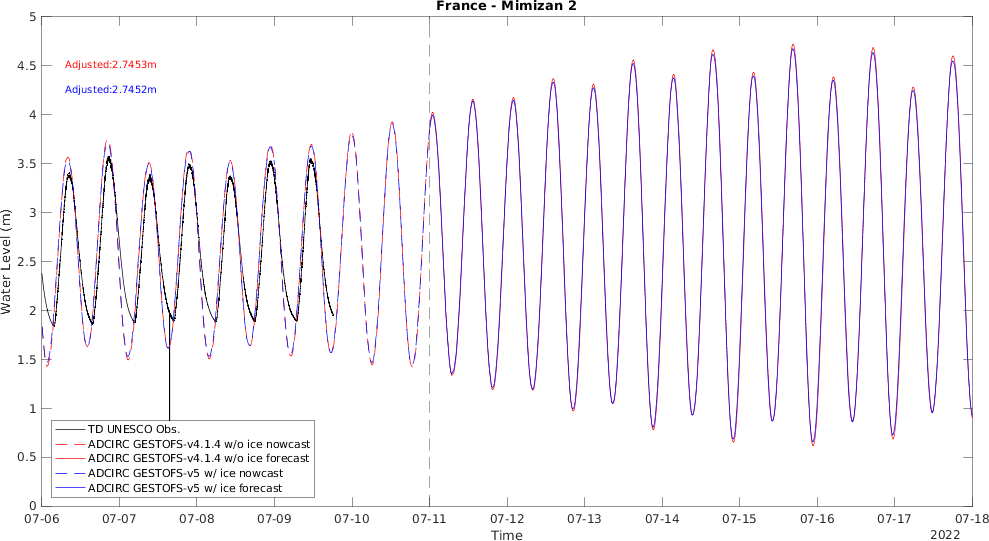 France - Mimizan 2
5
4.5
4
3.5
3
2.5
2
1.5
1
0.5
0
Water Level (m)
Adjusted:2.7453m
Adjusted:2.7452m
TD UNESCO Obs.
ADCIRC GESTOFS-v4.1.4 w/o ice nowcast
ADCIRC GESTOFS-v4.1.4 w/o ice forecast
ADCIRC GESTOFS-v5 w/ ice nowcast
ADCIRC GESTOFS-v5 w/ ice forecast
07-06 07-07 07-08 07-09 07-10 07-11 07-12 07-13 07-14 07-15 07-16 07-17 07-18
Time
2022